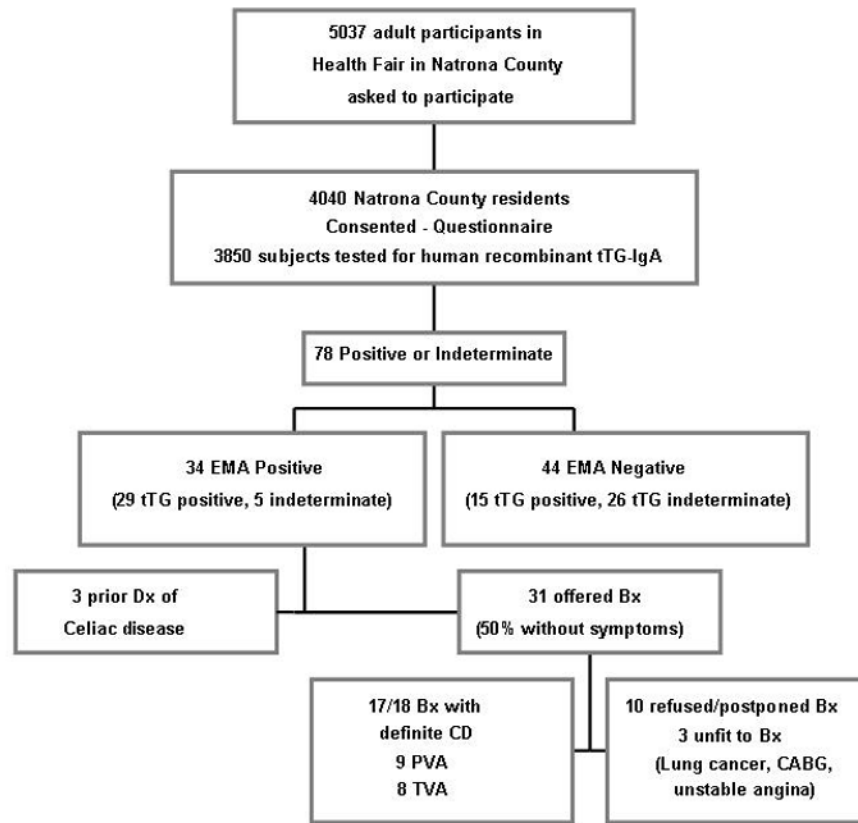 5037 adult participants in
Health Fair in Natrona County
asked to participate
4040 Natrona County residents
Consented - Questionnaire
3850 subjects tested for human recombinant tTG-IgA
78 Positive or Indeterminate
34 EMA Positive
(29 tTG positive, 5 indeterminate)
44 EMA Negative
(15 tTG positive, 26 tTG indeterminate)
3 prior Dx of
Celiac disease
31 offered Bx
(50% without symptoms)
17/18 Bx with
definite CD
9 PVA
8 TVA
10 refused/postponed Bx
3 unfit to Bx
(Lung cancer, CABG,
unstable angina)